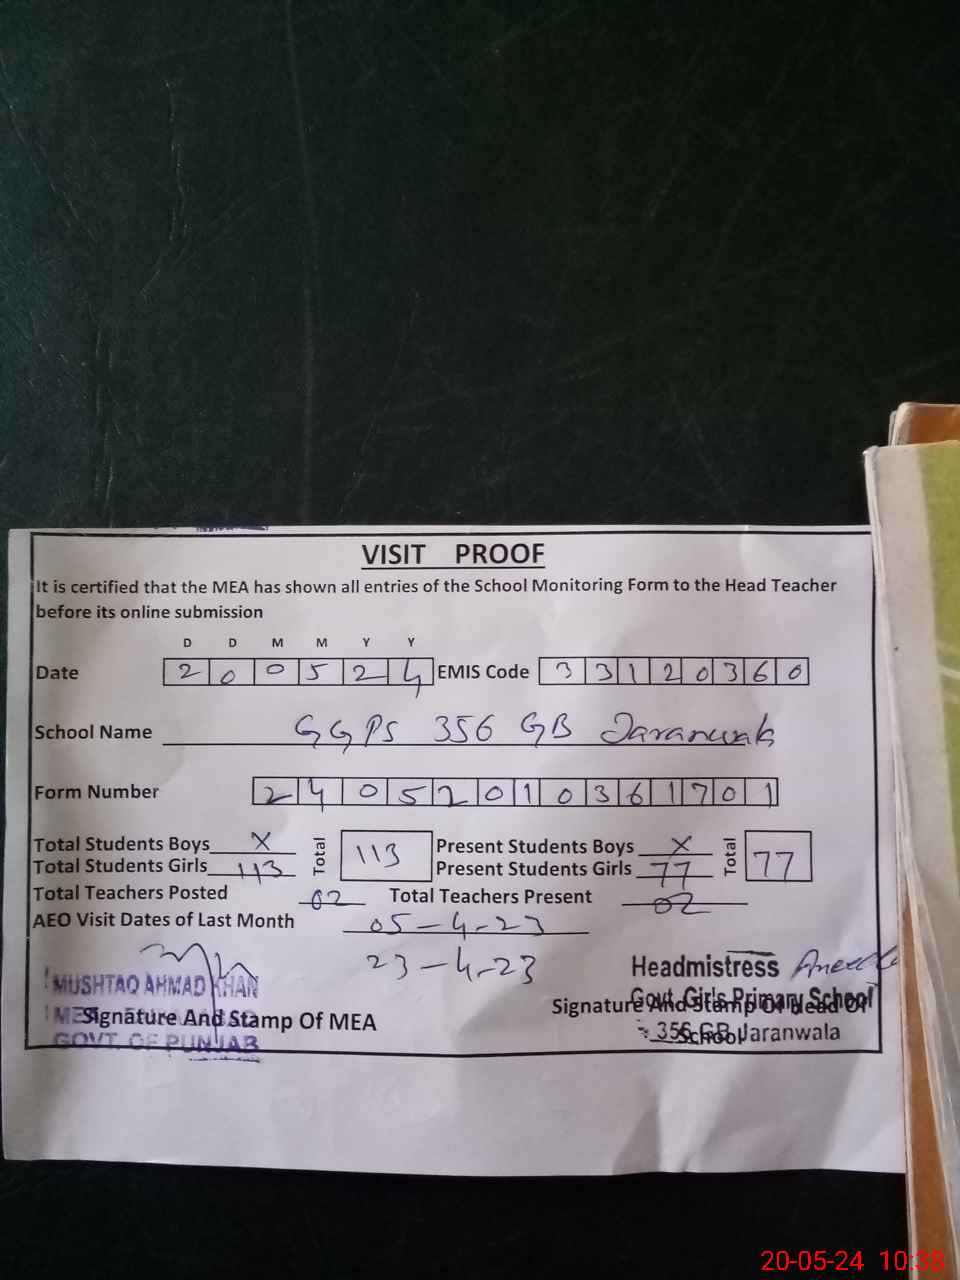 VISIT PROOF
It is certified that the MEA has shown all entries of the School Monitoring Form to the Head Teacher
before its online submission
D D M M Y Y
Date 2 0 0 5 2 4 EMIS Code 3 3 1 2 0 3 6 0
School Name GGPS 356 GB Jaranwala
Form Number 2 4 0 5 2 0 1 0 3 6 1 7 0 1
Total Students Boys X Total 113 Present Students Boys X Total 77
Total Students Girls 113 Present Students Girls 77
Total Teachers Posted 02 Total Teachers Present 02
AEO Visit Dates of Last Month 05-4-23
23-4-23
MUSHTAQ AHMAD KHAN
Signature And Stamp Of MEA
GOVT. OF PUNJAB
Headmistress
Govt. Girls Primary School
Signature And Stamp Of Head Of
School
356 GB Jaranwala
20-05-24 10:38